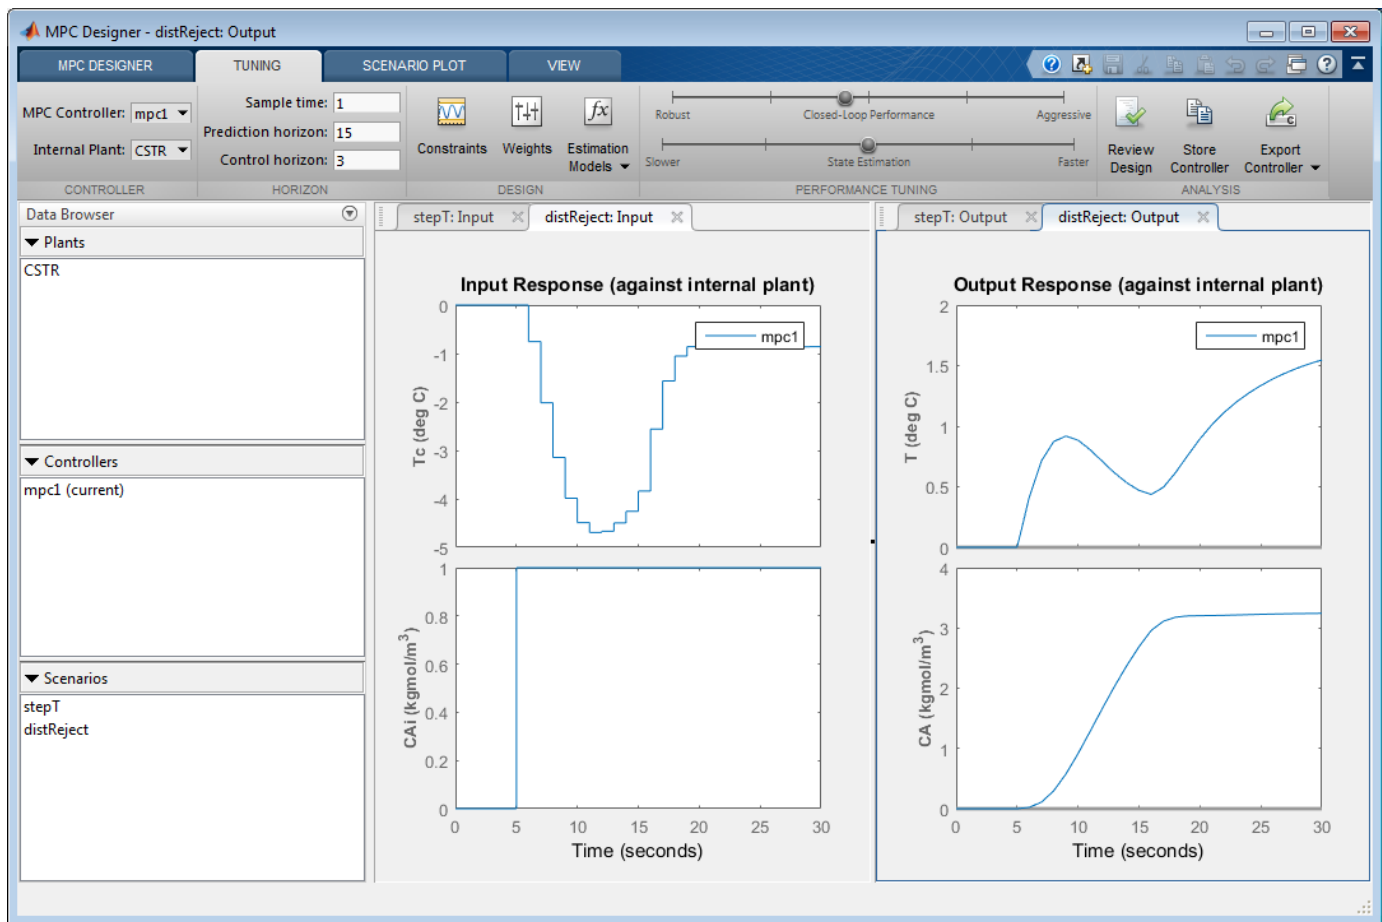 MPC Designer - distReject: Output
MPC DESIGNER TUNING SCENARIO PLOT VIEW
MPC Controller: mpc1
Internal Plant: CSTR
CONTROLLER
Sample time: 1
Prediction horizon: 15
Control horizon: 3
HORIZON
Constraints Weights Estimation Models
DESIGN
Robust Closed-Loop Performance Aggressive
Slower State Estimation Faster
PERFORMANCE TUNING
Review Design Store Controller Export Controller
ANALYSIS
Data Browser
Plants
CSTR
Controllers
mpc1 (current)
Scenarios
stepT
distReject
stepT: Input distReject: Input
Input Response (against internal plant)
mpc1
Tc (deg C)
0
-1
-2
-3
-4
-5
CAi (kgmol/m³)
1
0.8
0.6
0.4
0.2
0
0 5 10 15 20 25 30
Time (seconds)
stepT: Output distReject: Output
Output Response (against internal plant)
mpc1
T (deg C)
2
1.5
1
0.5
0
CA (kgmol/m³)
4
3
2
1
0
0 5 10 15 20 25 30
Time (seconds)